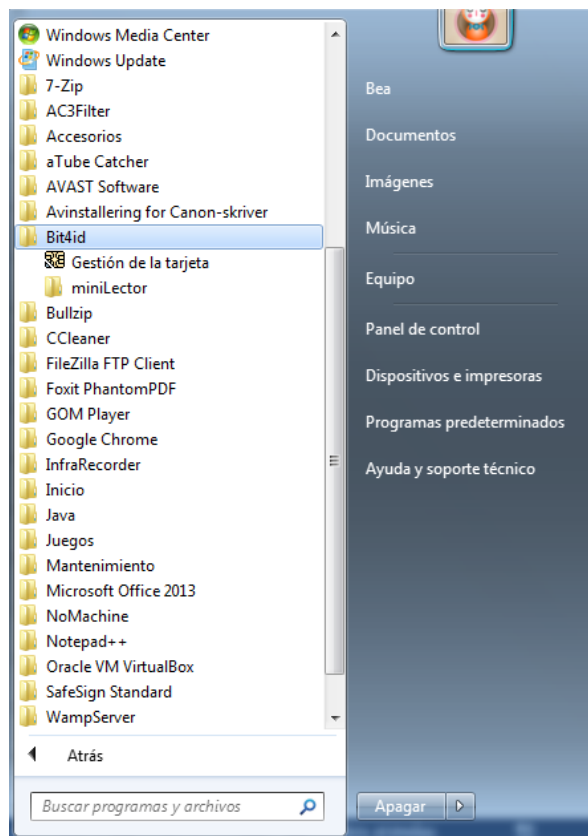 Windows Media Center
Windows Update
7-Zip
AC3Filter
Accesorios
aTube Catcher
AVAST Software
Avinstallering for Canon-skriver
Bit4id
Gestión de la tarjeta
miniLector
Bullzip
CCleaner
FileZilla FTP Client
Foxit PhantomPDF
GOM Player
Google Chrome
InfraRecorder
Inicio
Java
Juegos
Mantenimiento
Microsoft Office 2013
NoMachine
Notepad++
Oracle VM VirtualBox
SafeSign Standard
WampServer
Atrás
Buscar programas y archivos
Bea
Documentos
Imágenes
Música
Equipo
Panel de control
Dispositivos e impresoras
Programas predeterminados
Ayuda y soporte técnico
Apagar